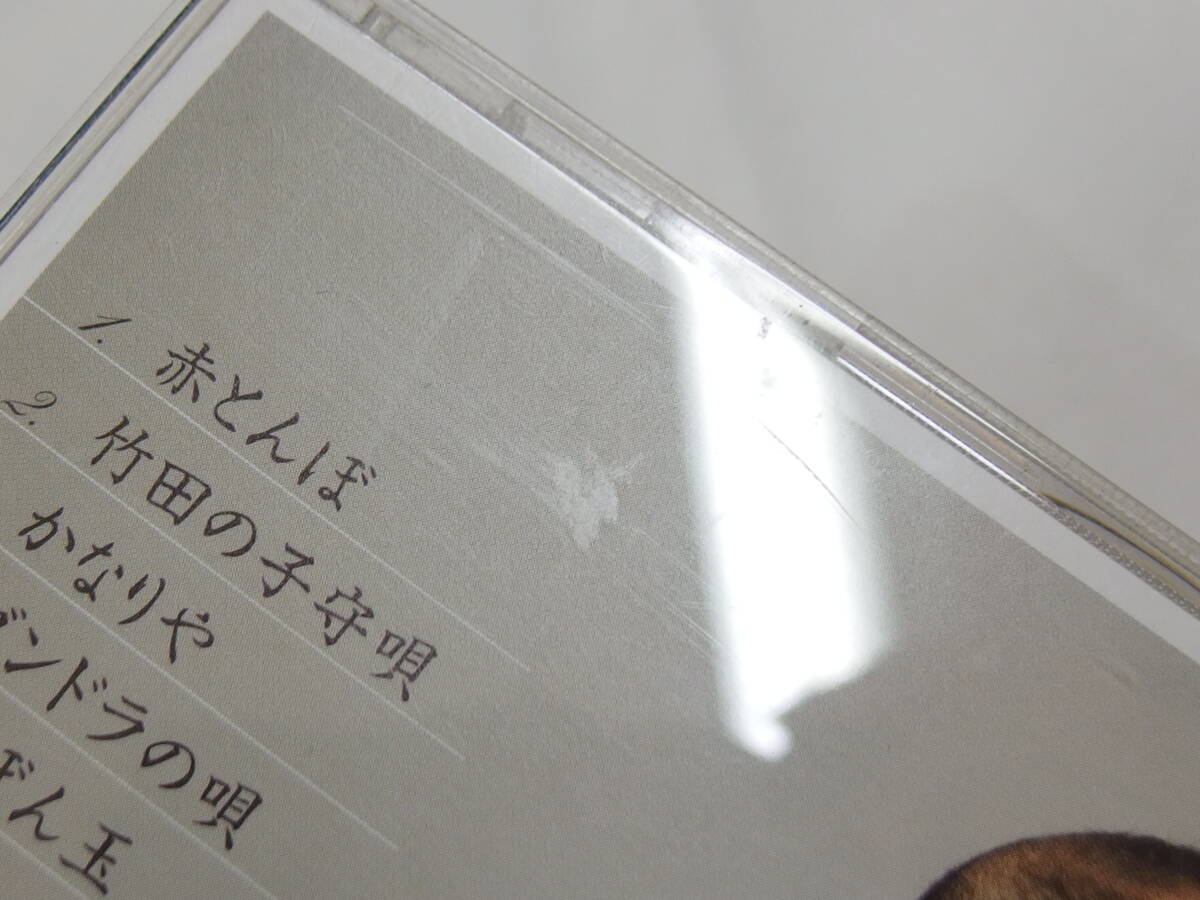 1. 赤とんぼ
2. 竹田の子守唄
かなりや
ンドラの唄
ぼん玉